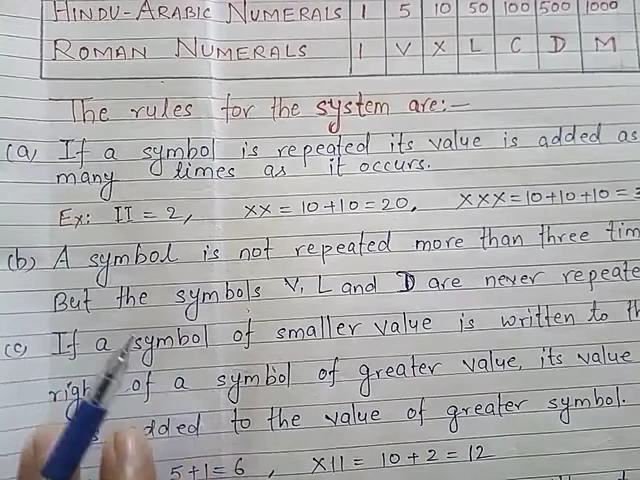 HINDU-ARABIC NUMERALS 1 5 10 50 100 500 1000
ROMAN NUMERALS I V X L C D M
The rules for the system are:-
(a) If a symbol is repeated its value is added as
many times as it occurs.
Ex: II = 2, XX = 10+10=20, XXX=10+10+10=3
(b) A symbol is not repeated more than three tim
But the symbols V, L and D are never repeate
(c) If a symbol of smaller value is written to th
righ of a symbol of greater value, its value
dded to the value of greater symbol.
5+1=6, XII = 10+2=12